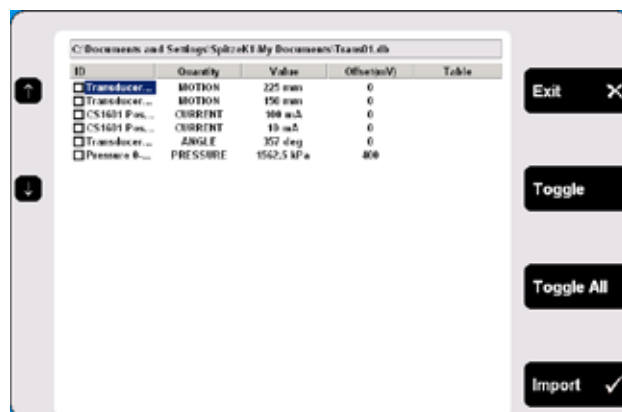 C:\Documents and Settings\SpitzeK1\My Documents\Trans01.db
ID Quantity Value Offset(mV) Table
Transducer... MOTION 225 mm 0
Transducer... MOTION 150 mm 0
CS1601 Pos,... CURRENT 100 mA 0
CS1601 Pos,... CURRENT 10 mA 0
Transducer... ANGLE 357 deg 0
Pressure 0-... PRESSURE 1562,5 kPa 400
Exit
Toggle
Toggle All
Import